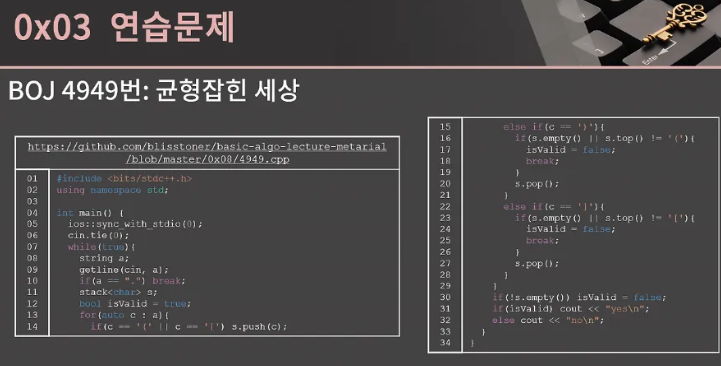 0x03 연습문제
BOJ 4949번: 균형잡힌 세상
https://github.com/blisstoner/basic-algo-lecture-metarial
/blob/master/0x08/4949.cpp
01 #include <bits/stdc++.h>
02 using namespace std;
03
04 int main() {
05 ios::sync_with_stdio(0);
06 cin.tie(0);
07 while(true){
08 string a;
09 getline(cin, a);
10 if(a == ".") break;
11 stack<char> s;
12 bool isValid = true;
13 for(auto c : a){
14 if(c == '(' || c == '[') s.push(c);
15 else if(c == ')'){
16 if(s.empty() || s.top() != '('){
17 isValid = false;
18 break;
19 }
20 s.pop();
21 }
22 else if(c == ']'){
23 if(s.empty() || s.top() != '['){
24 isValid = false;
25 break;
26 }
27 s.pop();
28 }
29 }
30 if(!s.empty()) isValid = false;
31 if(isValid) cout << "yes\n";
32 else cout << "no\n";
33 }
34 }
Enter